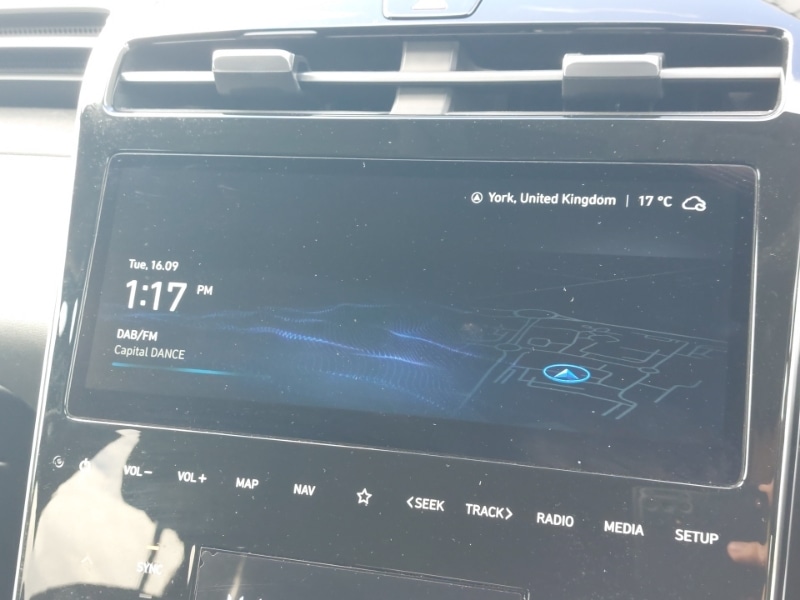 York, United Kingdom | 17 °C
Tue, 16.09
1:17 PM
DAB/FM
Capital DANCE
VOL− VOL+ MAP NAV <SEEK TRACK> RADIO MEDIA SETUP
SYNC